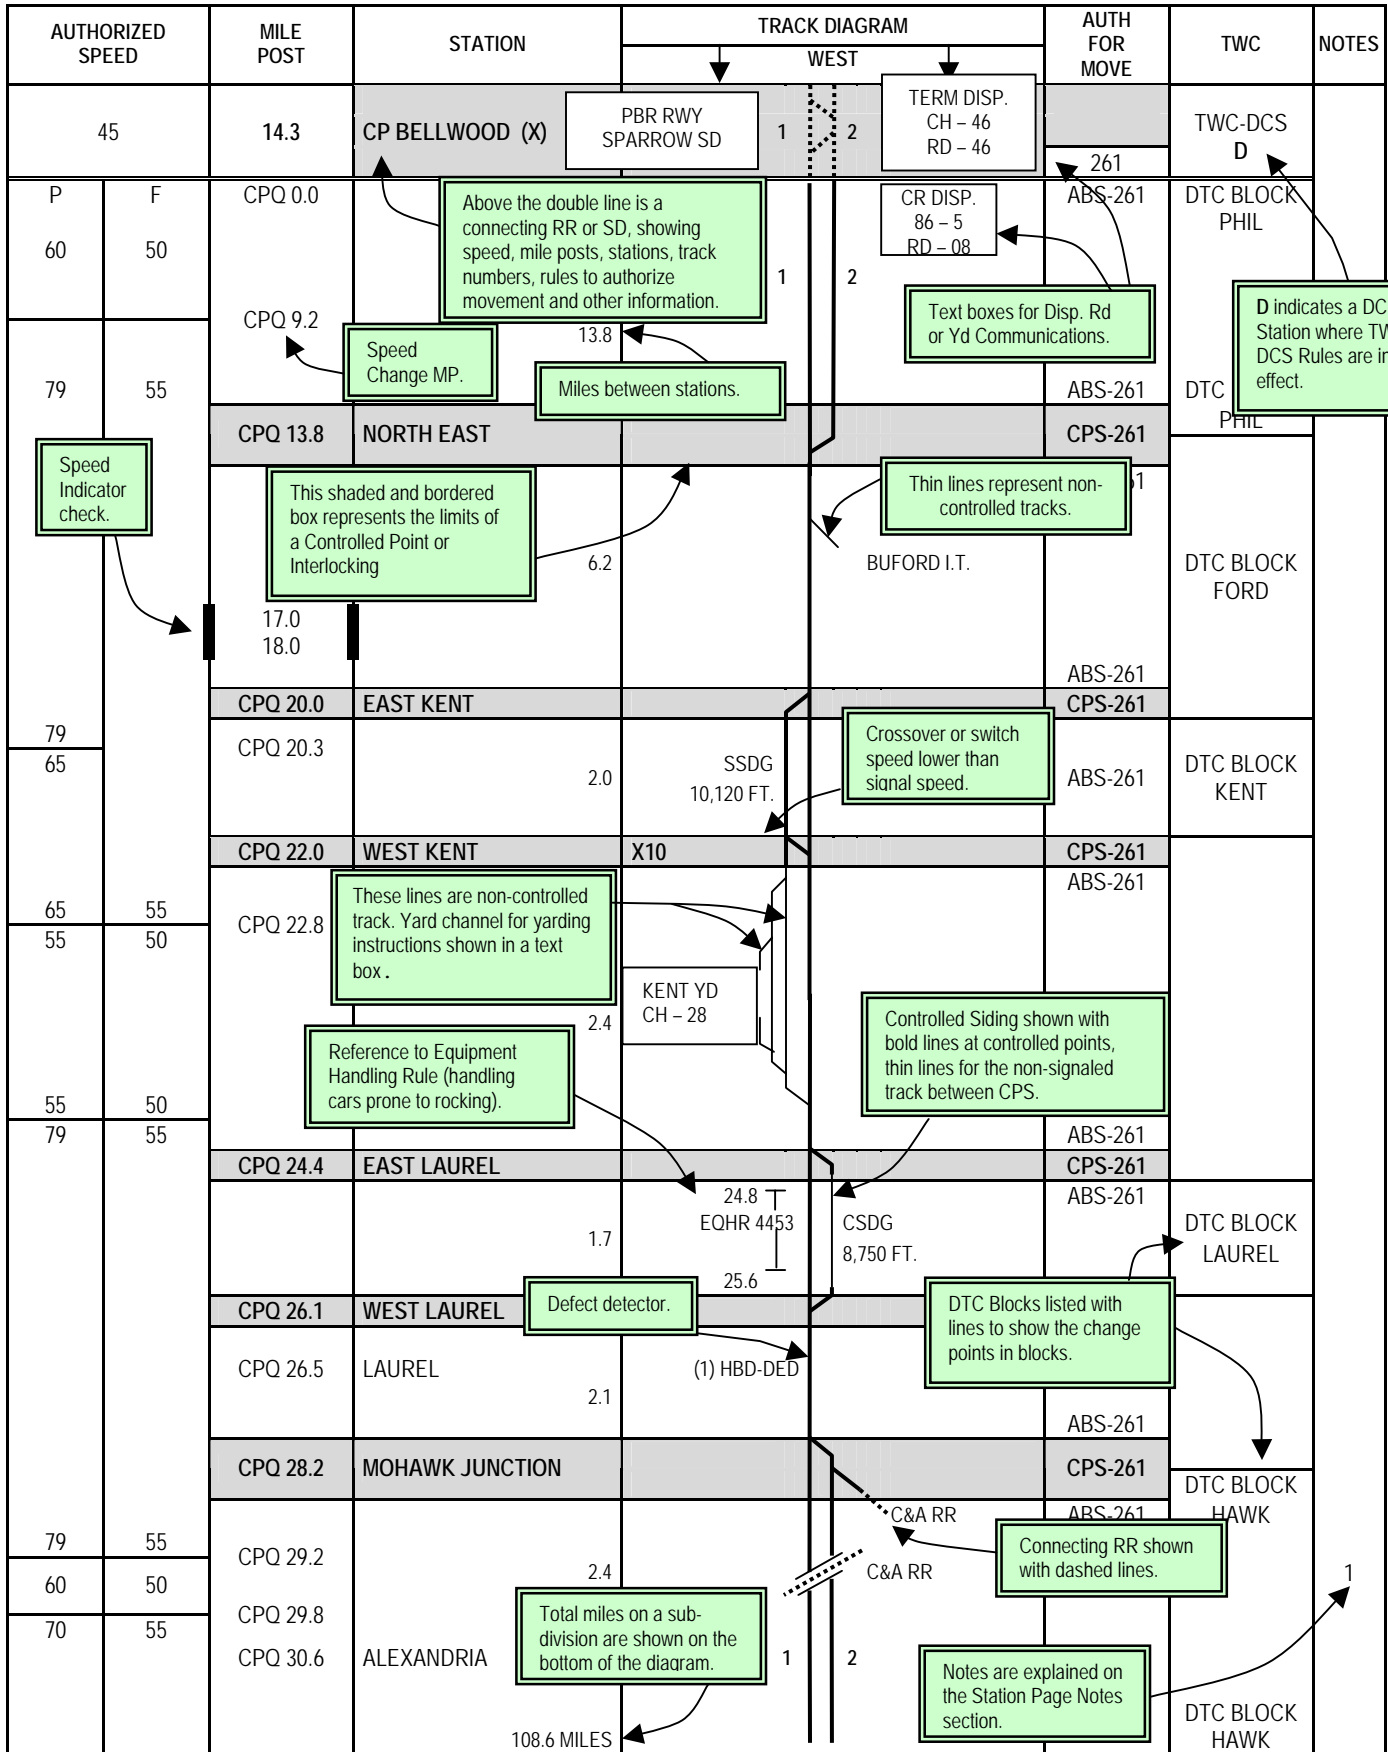 AUTHORIZED SPEED
MILE POST
STATION
TRACK DIAGRAM
WEST
AUTH FOR MOVE
TWC
NOTES
45
14.3
CP BELLWOOD (X)
PBR RWY
SPARROW SD
1
2
TERM DISP.
CH – 46
RD – 46
261
TWC-DCS
D
P F
CPQ 0.0
60 50
Above the double line is a
connecting RR or SD, showing
speed, mile posts, stations, track
numbers, rules to authorize
movement and other information.
CR DISP.
86 – 5
RD – 08
ABS-261
DTC BLOCK
PHIL
1
2
Text boxes for Disp. Rd
or Yd Communications.
D indicates a DC
Station where TW
DCS Rules are in
effect.
CPQ 9.2
Speed
Change MP.
13.8
Miles between stations.
79 55
ABS-261
DTC
PHIL
CPQ 13.8
NORTH EAST
CPS-261
Speed
Indicator
check.
This shaded and bordered
box represents the limits of
a Controlled Point or
Interlocking
Thin lines represent non-
controlled tracks.
1
6.2
BUFORD I.T.
DTC BLOCK
FORD
17.0
18.0
ABS-261
CPQ 20.0
EAST KENT
CPS-261
79
65
CPQ 20.3
2.0
SSDG
10,120 FT.
Crossover or switch
speed lower than
signal speed.
ABS-261
DTC BLOCK
KENT
CPQ 22.0
WEST KENT
X10
CPS-261
ABS-261
65 55
55 50
CPQ 22.8
These lines are non-controlled
track. Yard channel for yarding
instructions shown in a text
box.
KENT YD
CH – 28
2.4
Controlled Siding shown with
bold lines at controlled points,
thin lines for the non-signaled
track between CPS.
Reference to Equipment
Handling Rule (handling
cars prone to rocking).
55 50
79 55
ABS-261
CPQ 24.4
EAST LAUREL
CPS-261
ABS-261
24.8
EQHR 4453
25.6
1.7
CSDG
8,750 FT.
DTC BLOCK
LAUREL
CPQ 26.1
WEST LAUREL
Defect detector.
DTC Blocks listed with
lines to show the change
points in blocks.
CPQ 26.5
LAUREL
(1) HBD-DED
2.1
ABS-261
CPQ 28.2
MOHAWK JUNCTION
CPS-261
DTC BLOCK
HAWK
C&A RR
ABS-261
79 55
60 50
70 55
CPQ 29.2
2.4
C&A RR
Connecting RR shown
with dashed lines.
1
CPQ 29.8
Total miles on a sub-
division are shown on the
bottom of the diagram.
CPQ 30.6
ALEXANDRIA
1
2
Notes are explained on
the Station Page Notes
section.
108.6 MILES
DTC BLOCK
HAWK